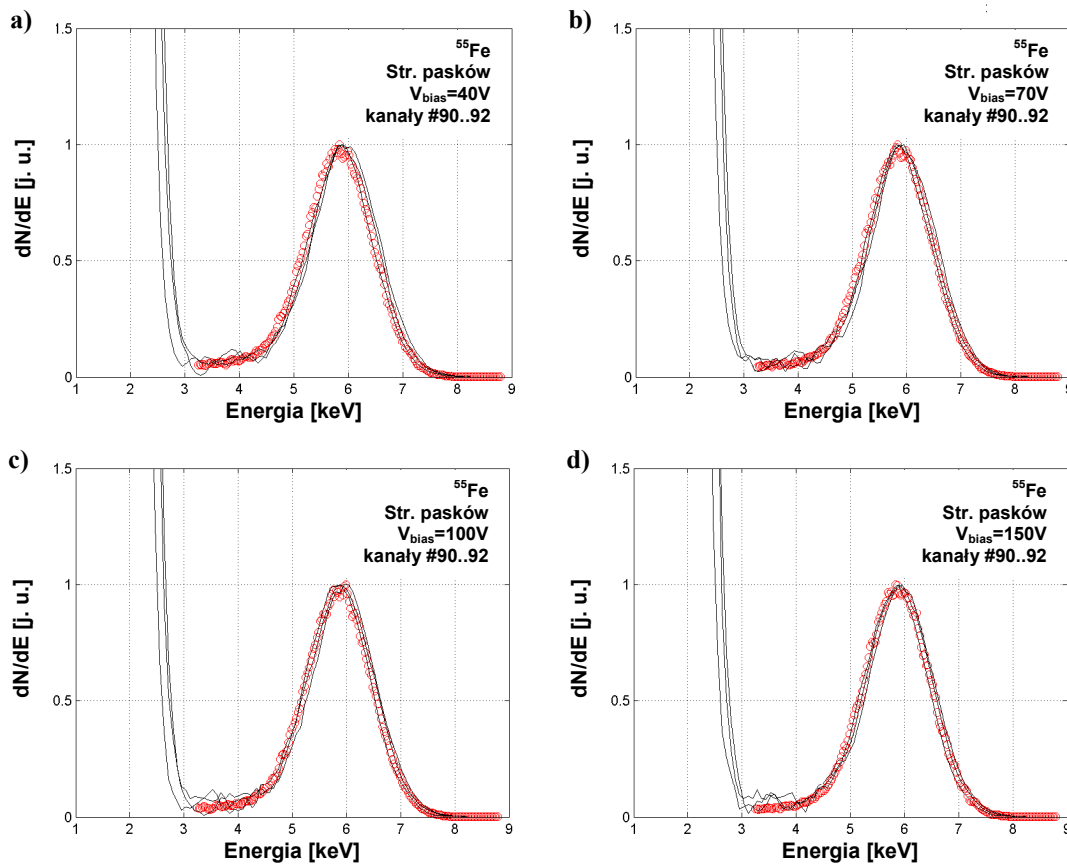 a)
1.5
1
0.5
0
dN/dE [j. u.]
⁵⁵Fe
Str. pasków
V_bias=40V
kanały #90..92
1 2 3 4 5 6 7 8 9
Energia [keV]
b)
1.5
1
0.5
0
dN/dE [j. u.]
⁵⁵Fe
Str. pasków
V_bias=70V
kanały #90..92
1 2 3 4 5 6 7 8 9
Energia [keV]
c)
1.5
1
0.5
0
dN/dE [j. u.]
⁵⁵Fe
Str. pasków
V_bias=100V
kanały #90..92
1 2 3 4 5 6 7 8 9
Energia [keV]
d)
1.5
1
0.5
0
dN/dE [j. u.]
⁵⁵Fe
Str. pasków
V_bias=150V
kanały #90..92
1 2 3 4 5 6 7 8 9
Energia [keV]